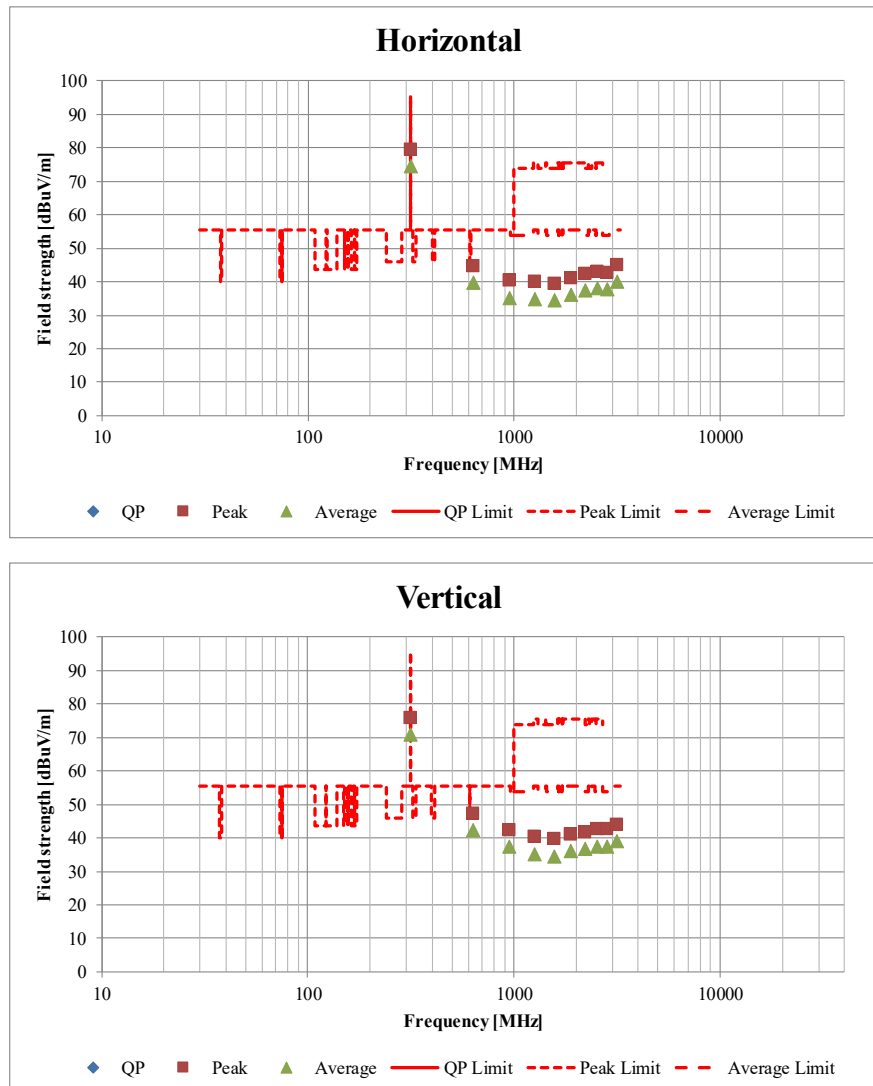 Horizontal
100
90
80
70
60
50
40
30
20
10
0
Field strength [dBuV/m]
10 100 1000 10000
Frequency [MHz]
QP Peak Average QP Limit Peak Limit Average Limit
Vertical
100
90
80
70
60
50
40
30
20
10
0
Field strength [dBuV/m]
10 100 1000 10000
Frequency [MHz]
QP Peak Average QP Limit Peak Limit Average Limit